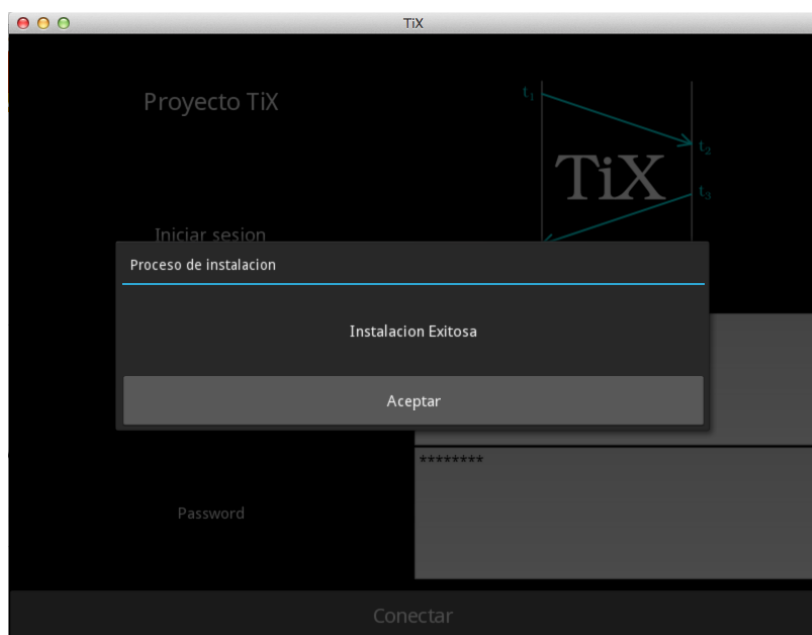 TiX
Proyecto TiX
t1
t2
TiX
t3
Iniciar sesion
Proceso de instalacion
Instalacion Exitosa
Aceptar
********
Password
Conectar